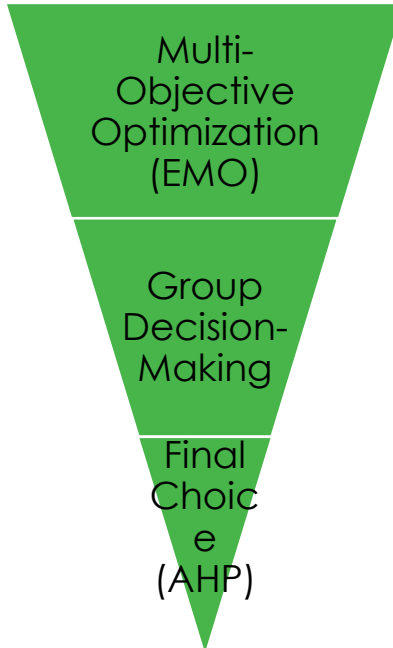 Multi-
Objective
Optimization
(EMO)
Group
Decision-
Making
Final
Choic
e
(AHP)